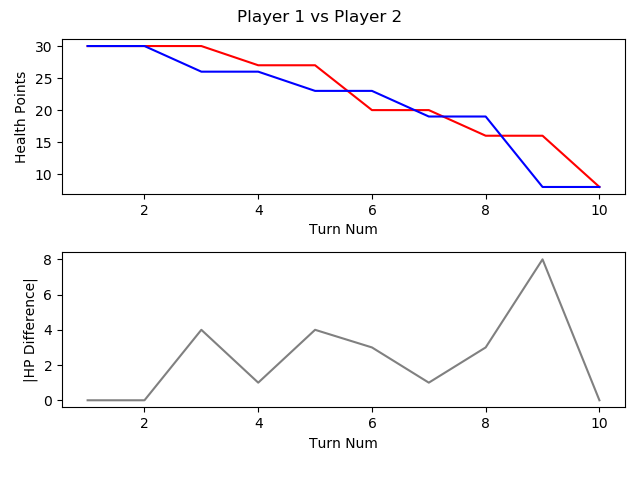 Player 1 vs Player 2
30
25
20
15
10
Health Points
2 4 6 8 10
Turn Num
8
6
4
2
0
|HP Difference|
2 4 6 8 10
Turn Num